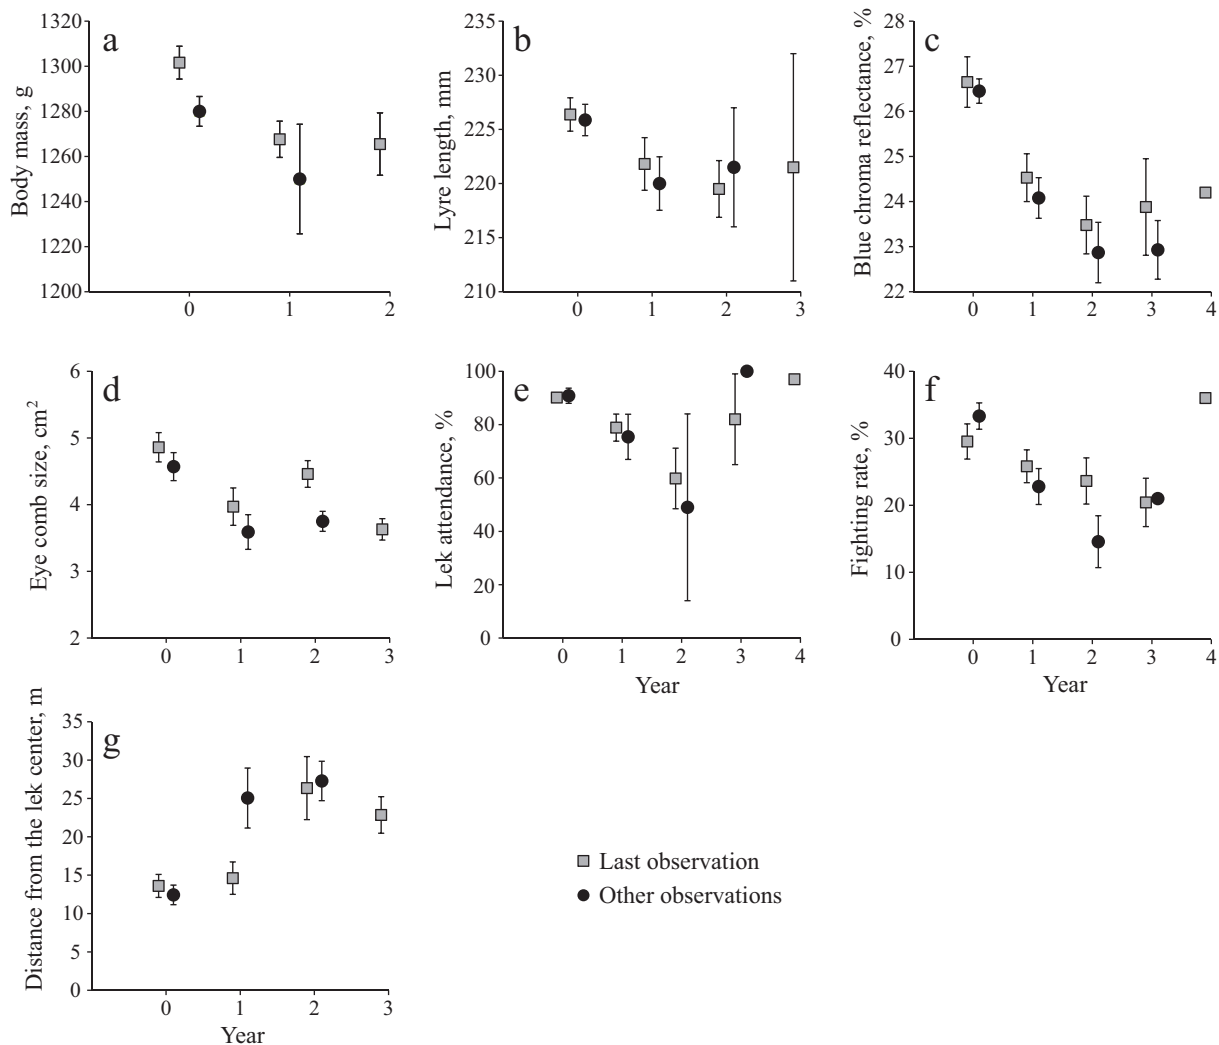 a
Body mass, g
1320
1300
1280
1260
1240
1220
1200
0 1 2
b
Lyre length, mm
235
230
225
220
215
210
0 1 2 3
c
Blue chroma reflectance, %
28
27
26
25
24
23
22
0 1 2 3 4
d
Eye comb size, cm²
6
5
4
3
2
0 1 2 3
e
Lek attendance, %
100
80
60
40
20
0
0 1 2 3 4
Year
f
Fighting rate, %
40
30
20
10
0
0 1 2 3 4
Year
g
Distance from the lek center, m
35
30
25
20
15
10
5
0
0 1 2 3
Year
Last observation
Other observations